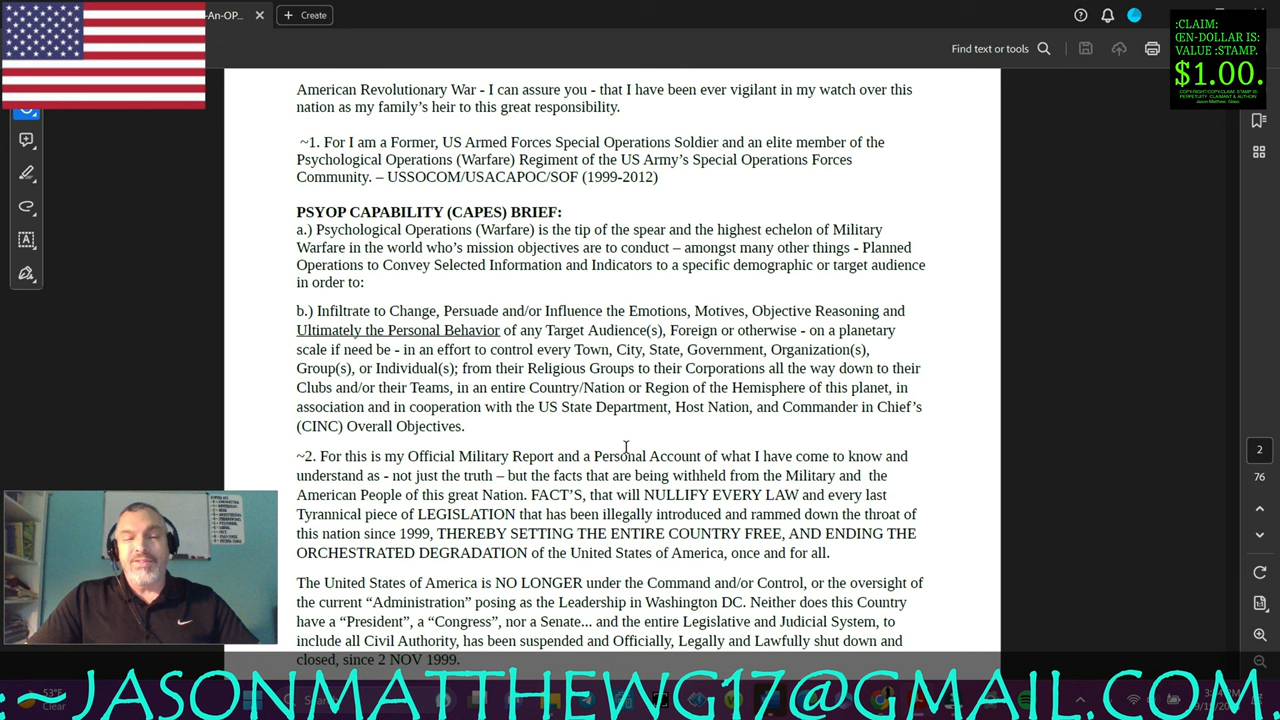 -An-OP...
Create
Find text or tools
:CLAIM:
ŒN-DOLLAR IS:
VALUE :STAMP.
$1.00.
Jason-Matthew: Glass
American Revolutionary War - I can assure you - that I have been ever vigilant in my watch over this
nation as my family's heir to this great responsibility.
~1. For I am a Former, US Armed Forces Special Operations Soldier and an elite member of the
Psychological Operations (Warfare) Regiment of the US Army's Special Operations Forces
Community. – USSOCOM/USACAPOC/SOF (1999-2012)
PSYOP CAPABILITY (CAPES) BRIEF:
a.) Psychological Operations (Warfare) is the tip of the spear and the highest echelon of Military
Warfare in the world who's mission objectives are to conduct – amongst many other things - Planned
Operations to Convey Selected Information and Indicators to a specific demographic or target audience
in order to:
b.) Infiltrate to Change, Persuade and/or Influence the Emotions, Motives, Objective Reasoning and
Ultimately the Personal Behavior of any Target Audience(s), Foreign or otherwise - on a planetary
scale if need be - in an effort to control every Town, City, State, Government, Organization(s),
Group(s), or Individual(s); from their Religious Groups to their Corporations all the way down to their
Clubs and/or their Teams, in an entire Country/Nation or Region of the Hemisphere of this planet, in
association and in cooperation with the US State Department, Host Nation, and Commander in Chief's
(CINC) Overall Objectives.
~2. For this is my Official Military Report and a Personal Account of what I have come to know and
understand as - not just the truth – but the facts that are being withheld from the Military and the
American People of this great Nation. FACT'S, that will NULLIFY EVERY LAW and every last
Tyrannical piece of LEGISLATION that has been illegally introduced and rammed down the throat of
this nation since 1999, THEREBY SETTING THE ENTIRE COUNTRY FREE, AND ENDING THE
ORCHESTRATED DEGRADATION of the United States of America, once and for all.
The United States of America is NO LONGER under the Command and/or Control, or the oversight of
the current “Administration” posing as the Leadership in Washington DC. Neither does this Country
have a “President”, a “Congress”, nor a Senate... and the entire Legislative and Judicial System, to
include all Civil Authority, has been suspended and Officially, Legally and Lawfully shut down and
closed, since 2 NOV 1999.
2
76
53°F
Clear
Search
:~JASONMATTHEWG17@GMAIL.COM.